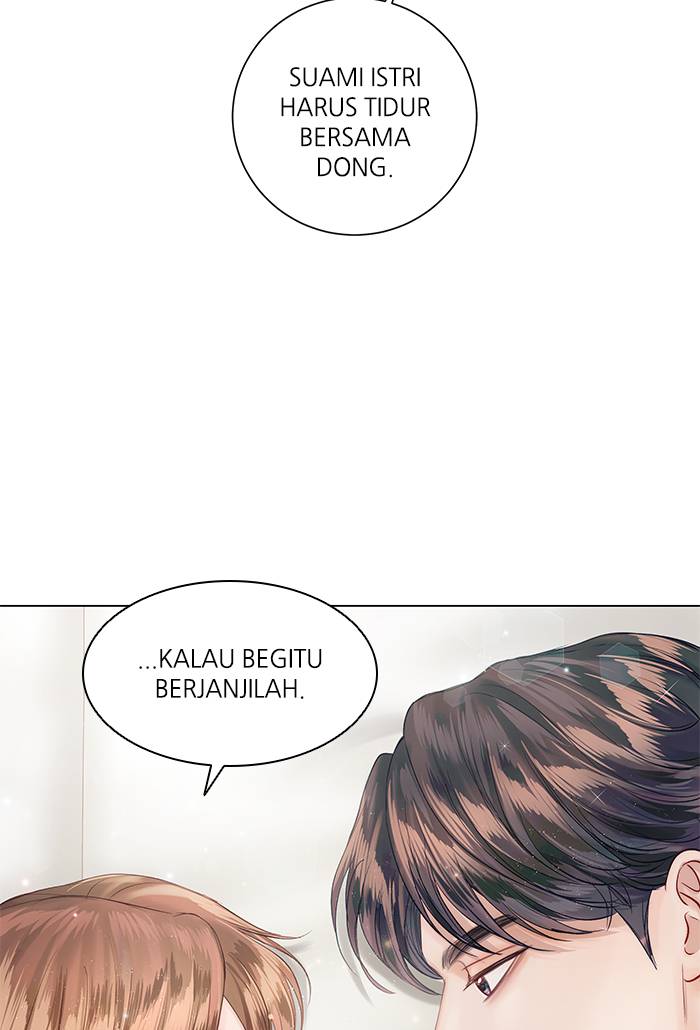 SUAMI ISTRI
HARUS TIDUR
BERSAMA
DONG.
...KALAU BEGITU
BERJANJILAH.